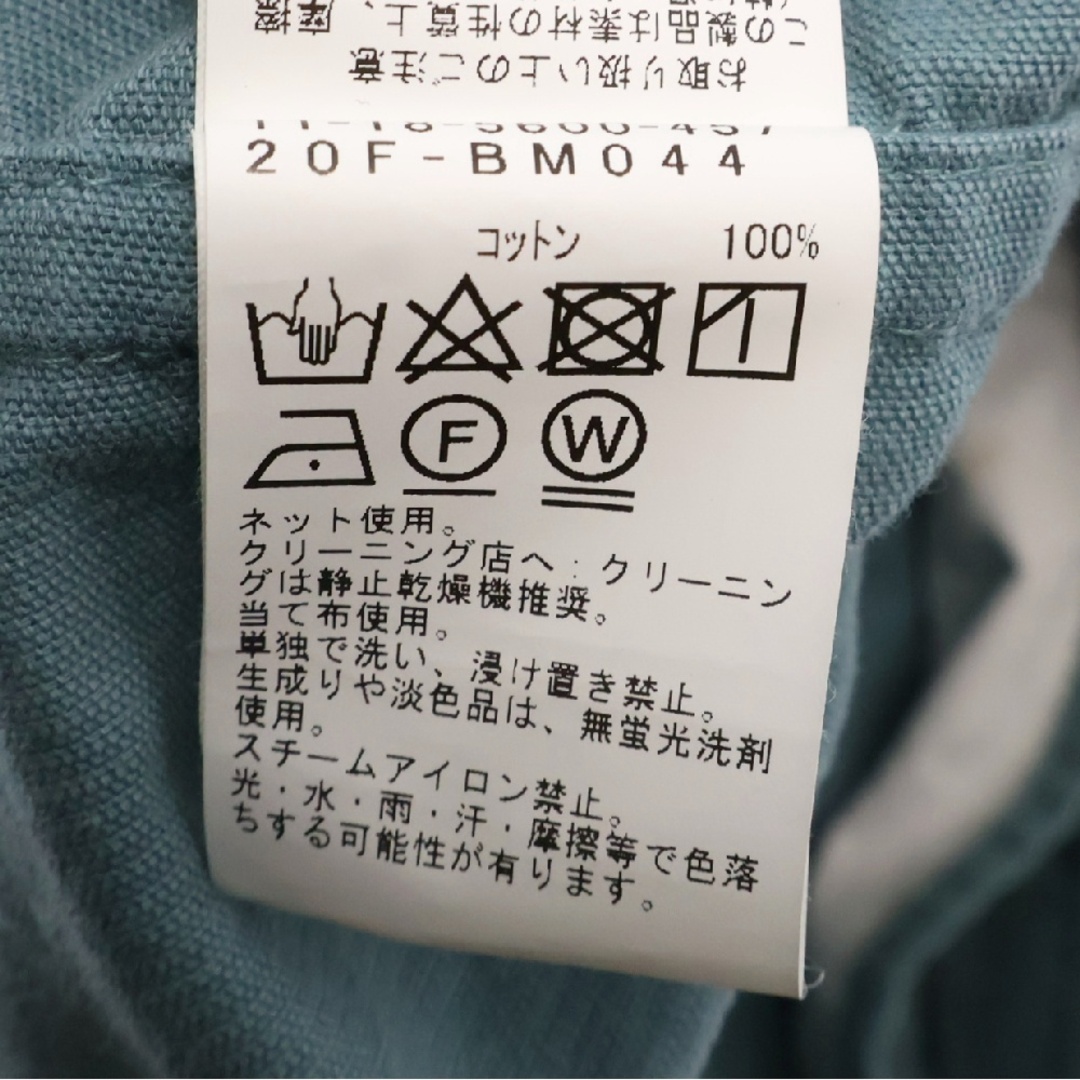 お取り扱い上のご注意
この製品は素材の性質上、摩擦
20F-BM044
コットン 100%
F W
ネット使用。
クリーニング店へ：クリーニン
グは静止乾燥機推奨。
当て布使用。
単独で洗い、浸け置き禁止。
生成りや淡色品は、無蛍光洗剤
使用。
スチームアイロン禁止。
光・水・雨・汗・摩擦等で色落
ちする可能性が有ります。